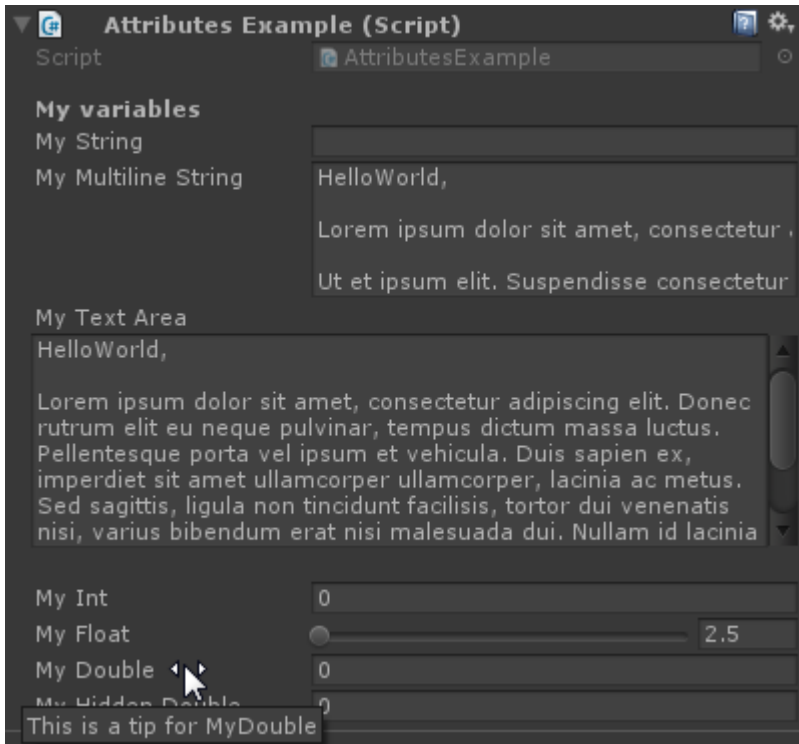 Attributes Example (Script)
Script AttributesExample
My variables
My String
My Multiline String HelloWorld,
Lorem ipsum dolor sit amet, consectetur
Ut et ipsum elit. Suspendisse consectetur
My Text Area
HelloWorld,
Lorem ipsum dolor sit amet, consectetur adipiscing elit. Donec
rutrum elit eu neque pulvinar, tempus dictum massa luctus.
Pellentesque porta vel ipsum et vehicula. Duis sapien ex,
imperdiet sit amet ullamcorper ullamcorper, lacinia ac metus.
Sed sagittis, ligula non tincidunt facilisis, tortor dui venenatis
nisi, varius bibendum erat nisi malesuada dui. Nullam id lacinia
My Int 0
My Float 2.5
My Double 0
My Hidden Double 0
This is a tip for MyDouble